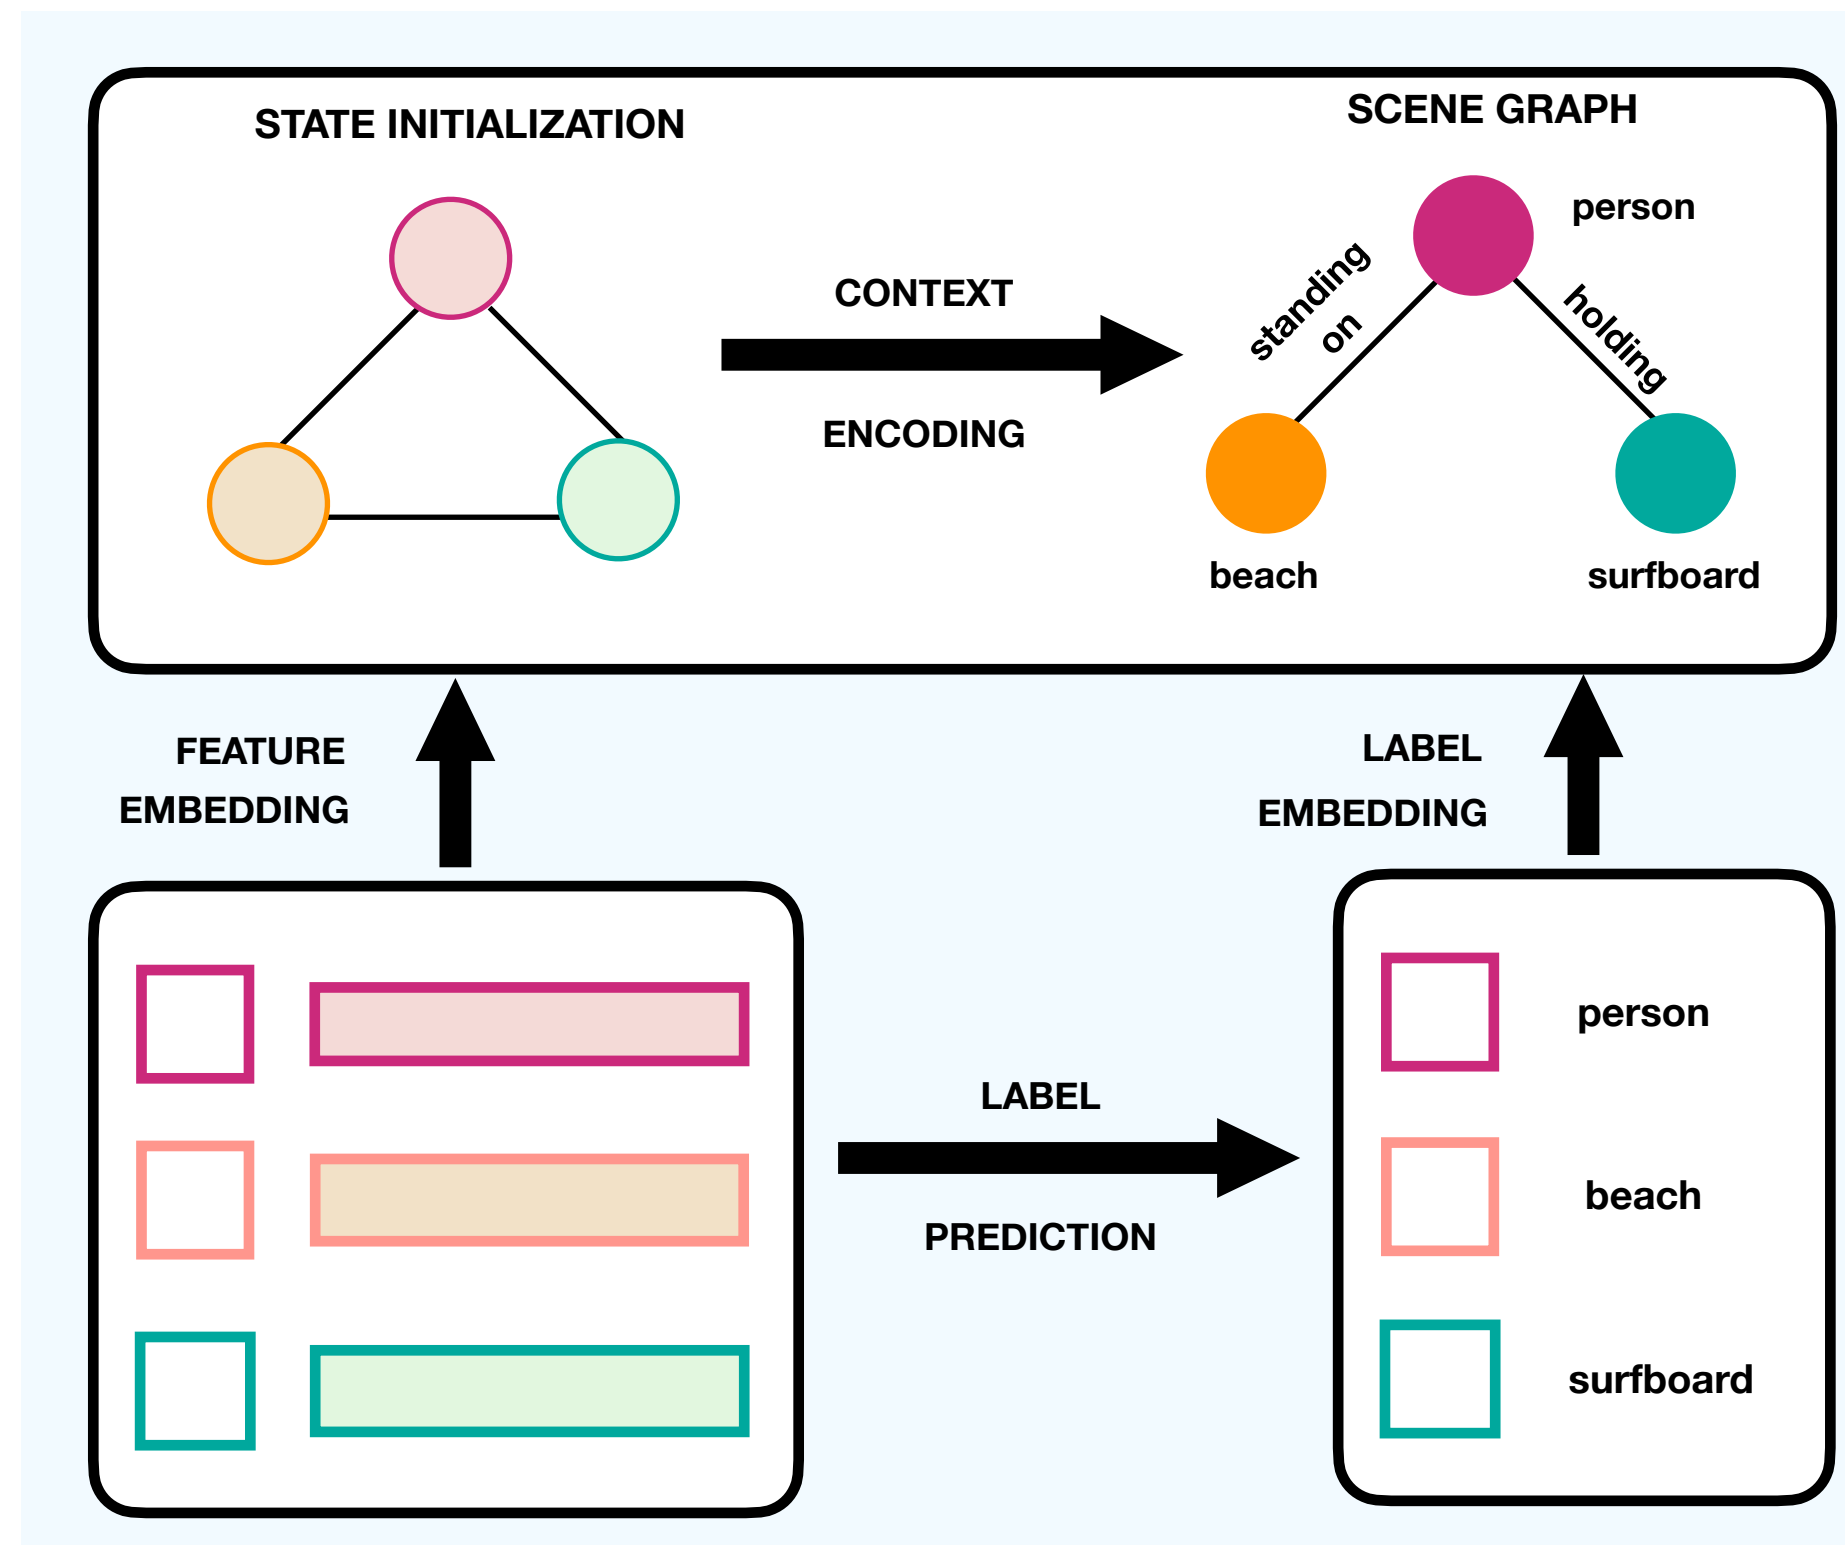 STATE INITIALIZATION
SCENE GRAPH
person
standing
on
holding
CONTEXT
ENCODING
beach
surfboard
FEATURE
EMBEDDING
LABEL
EMBEDDING
LABEL
PREDICTION
person
beach
surfboard